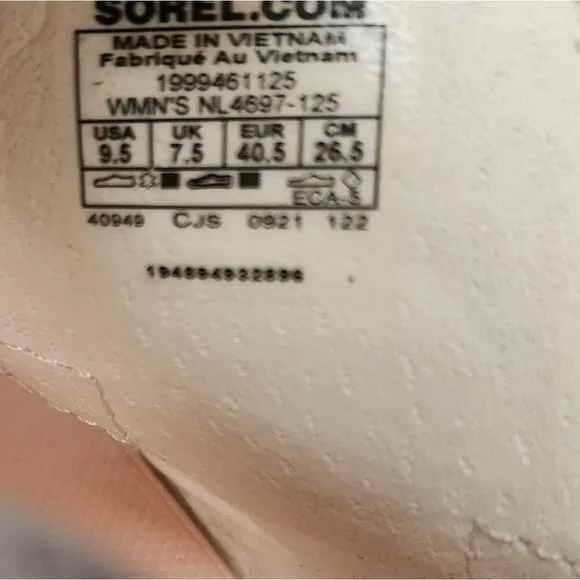 SOREL.COM
MADE IN VIETNAM
Fabriqué Au Vietnam
1999461125
WMN'S NL4697-125
USA UK EUR CM
9.5 7.5 40.5 26.5
ECA-S
40949 CJS 0921 122
194894932896